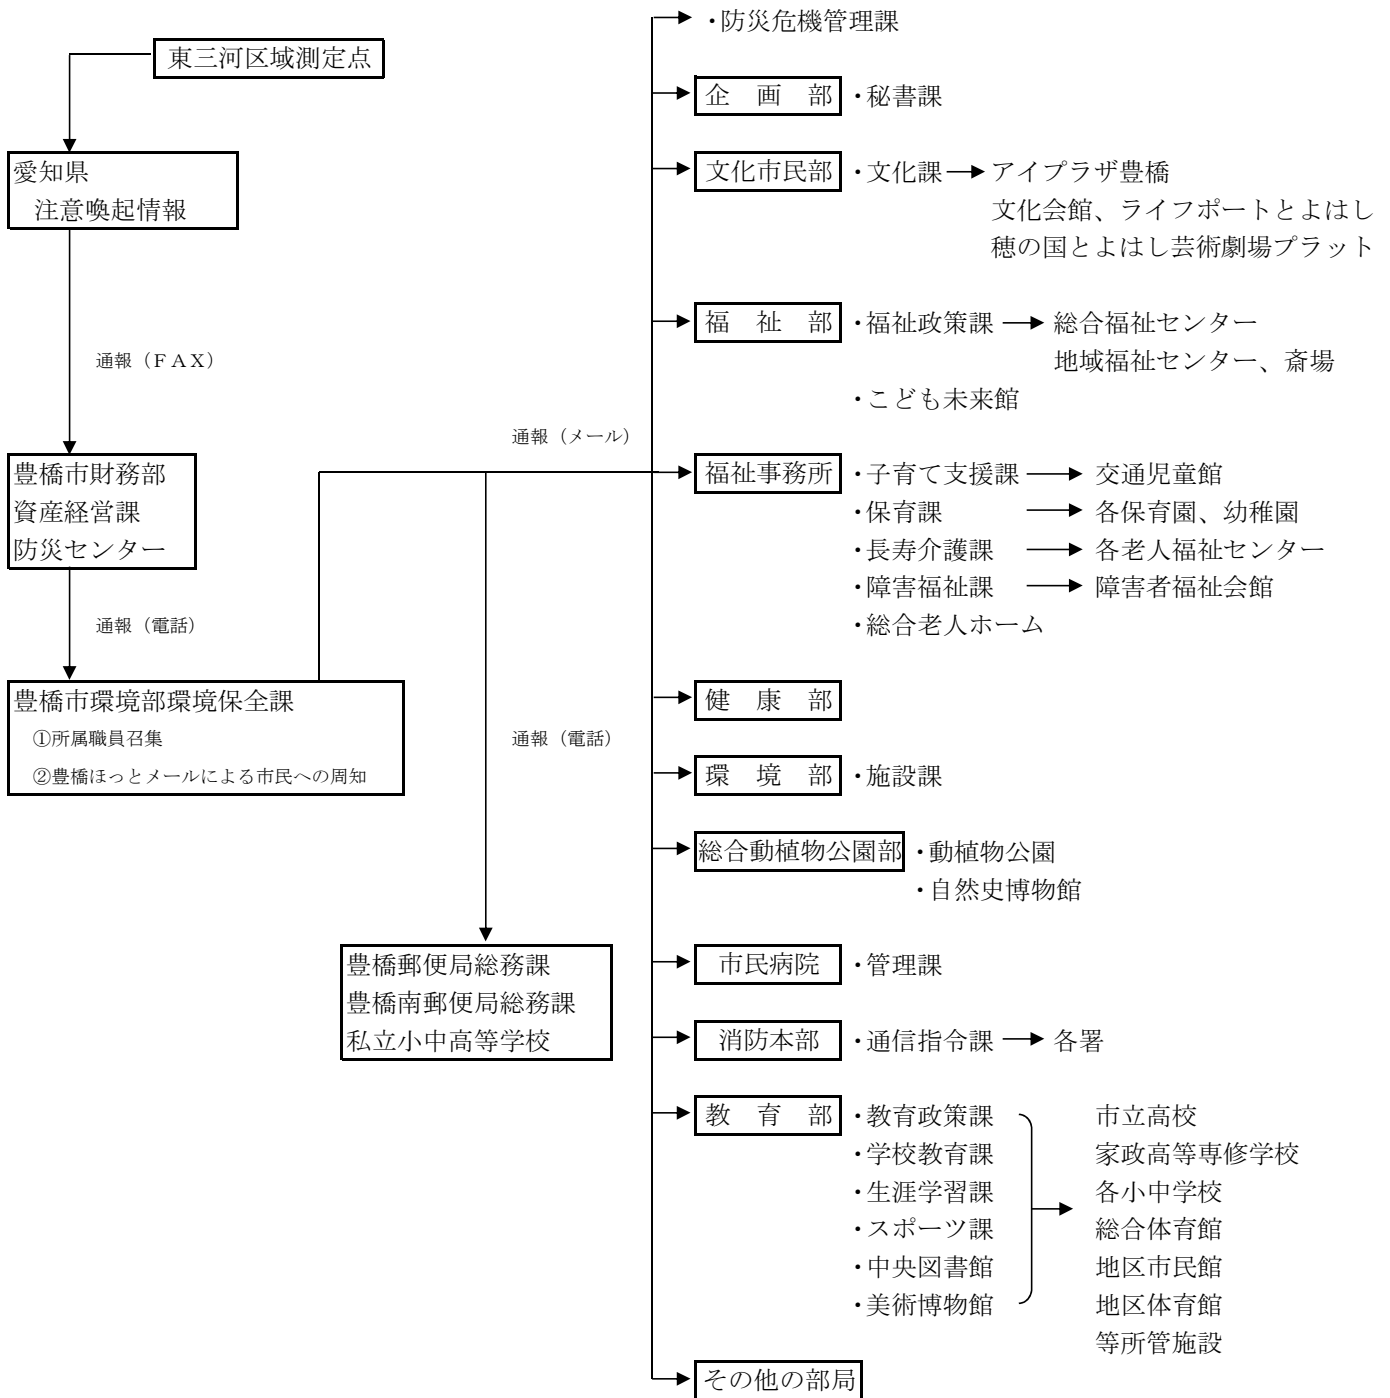 東三河区域測定点
愛知県
注意喚起情報
通報（ＦＡＸ）
豊橋市財務部
資産経営課
防災センター
通報（電話）
豊橋市環境部環境保全課
①所属職員召集
②豊橋ほっとメールによる市民への周知
通報（メール）
通報（電話）
豊橋郵便局総務課
豊橋南郵便局総務課
私立小中高等学校
・防災危機管理課
企　画　部 ・秘書課
文化市民部 ・文化課 アイプラザ豊橋
文化会館、ライフポートとよはし
穂の国とよはし芸術劇場プラット
福　祉　部 ・福祉政策課 総合福祉センター
地域福祉センター、斎場
・こども未来館
福祉事務所 ・子育て支援課 交通児童館
・保育課 各保育園、幼稚園
・長寿介護課 各老人福祉センター
・障害福祉課 障害者福祉会館
・総合老人ホーム
健　康　部
環　境　部 ・施設課
総合動植物公園部 ・動植物公園
・自然史博物館
市民病院 ・管理課
消防本部 ・通信指令課 各署
教　育　部 ・教育政策課 市立高校
・学校教育課 家政高等専修学校
・生涯学習課 各小中学校
・スポーツ課 総合体育館
・中央図書館 地区市民館
・美術博物館 地区体育館
等所管施設
その他の部局